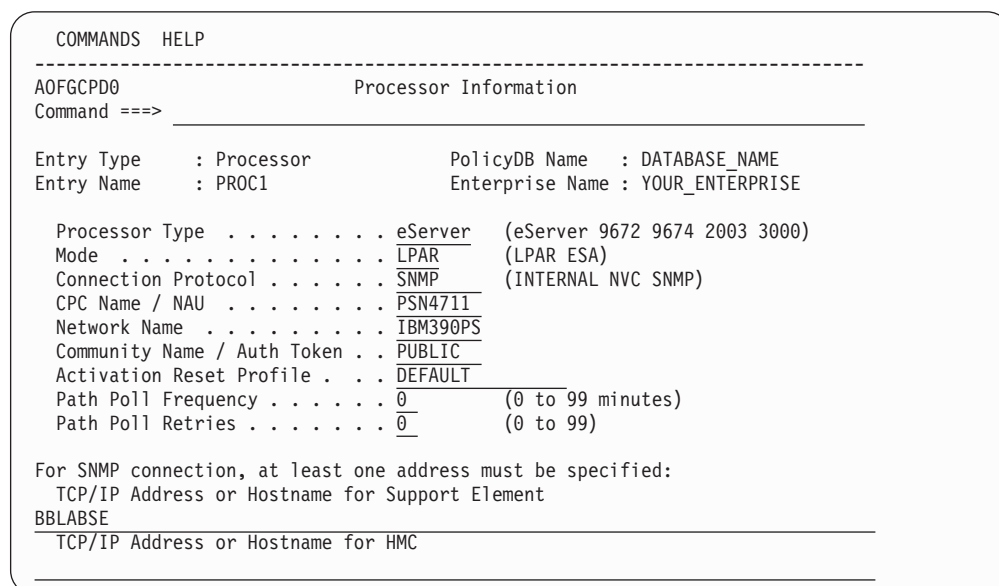 COMMANDS HELP
-------------------------------------------------------------------------------
AOFGCPD0 Processor Information
Command ===>
Entry Type : Processor PolicyDB Name : DATABASE_NAME
Entry Name : PROC1 Enterprise Name : YOUR_ENTERPRISE
Processor Type . . . . . . . . eServer (eServer 9672 9674 2003 3000)
Mode . . . . . . . . . . . . . LPAR (LPAR ESA)
Connection Protocol . . . . . . SNMP (INTERNAL NVC SNMP)
CPC Name / NAU . . . . . . . . PSN4711
Network Name . . . . . . . . . IBM390PS
Community Name / Auth Token . . PUBLIC
Activation Reset Profile . . . DEFAULT
Path Poll Frequency . . . . . . 0 (0 to 99 minutes)
Path Poll Retries . . . . . . . 0 (0 to 99)
For SNMP connection, at least one address must be specified:
TCP/IP Address or Hostname for Support Element
BBLABSE
TCP/IP Address or Hostname for HMC